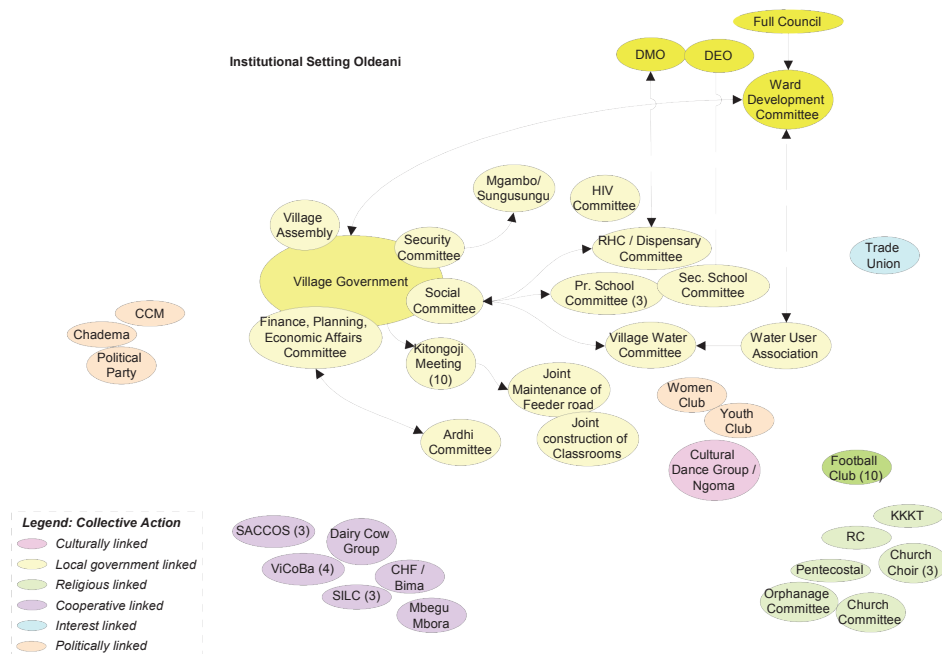 Full Council
Institutional Setting Oldeani
DMO
DEO
Ward
Development
Committee
Mgambo/
Sungusungu
HIV
Committee
Village
Assembly
Security
Committee
RHC / Dispensary
Committee
Trade
Union
Village Government
Social
Committee
Pr. School
Committee (3)
Sec. School
Committee
CCM
Chadema
Political
Party
Finance, Planning,
Economic Affairs
Committee
Kitongoji
Meeting
(10)
Village Water
Committee
Water User
Association
Joint
Maintenance of
Feeder road
Women
Club
Youth
Club
Ardhi
Committee
Joint
construction of
Classrooms
Cultural
Dance Group /
Ngoma
Football
Club (10)
Legend: Collective Action
Culturally linked
Local government linked
Religious linked
Cooperative linked
Interest linked
Politically linked
SACCOS (3)
Dairy Cow
Group
ViCoBa (4)
CHF /
Bima
SILC (3)
Mbegu
Mbora
KKKT
RC
Church
Choir (3)
Pentecostal
Orphanage
Committee
Church
Committee